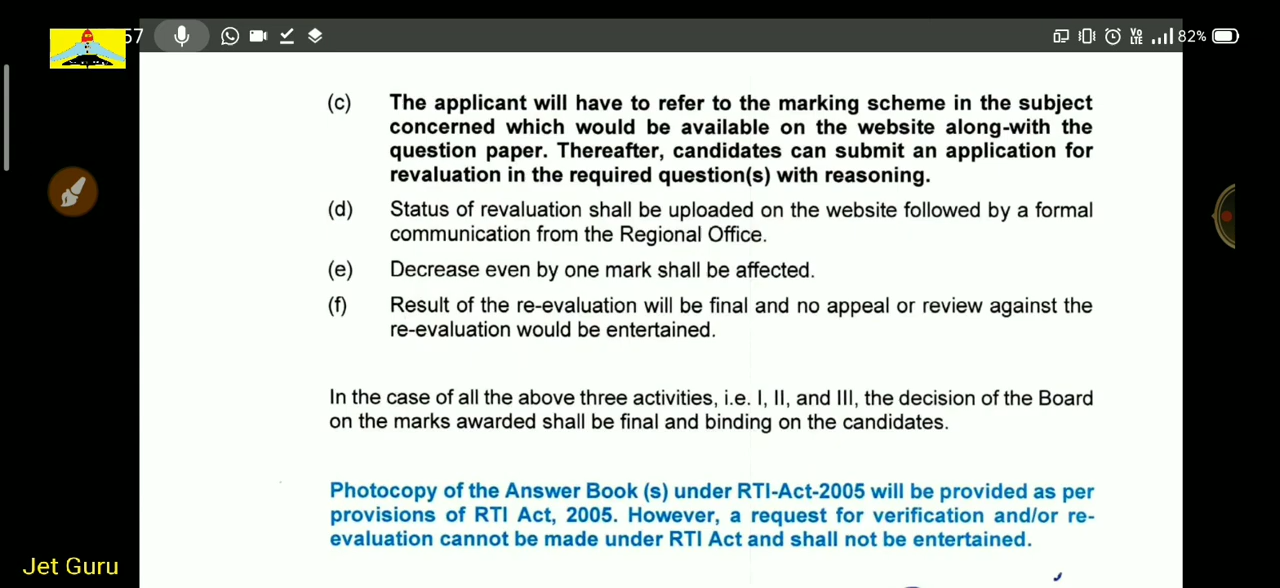 57
82%
(c) The applicant will have to refer to the marking scheme in the subject
concerned which would be available on the website along-with the
question paper. Thereafter, candidates can submit an application for
revaluation in the required question(s) with reasoning.
(d) Status of revaluation shall be uploaded on the website followed by a formal
communication from the Regional Office.
(e) Decrease even by one mark shall be affected.
(f) Result of the re-evaluation will be final and no appeal or review against the
re-evaluation would be entertained.
In the case of all the above three activities, i.e. I, II, and III, the decision of the Board
on the marks awarded shall be final and binding on the candidates.
Photocopy of the Answer Book (s) under RTI-Act-2005 will be provided as per
provisions of RTI Act, 2005. However, a request for verification and/or re-
evaluation cannot be made under RTI Act and shall not be entertained.
Jet Guru